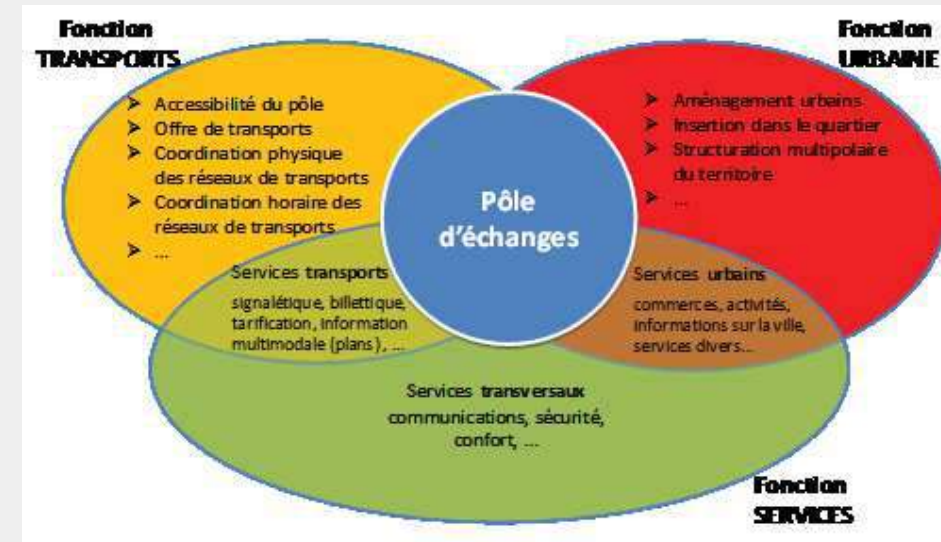 Fonction
TRANSPORTS
➢ Accessibilité du pôle
➢ Offre de transports
➢ Coordination physique
des réseaux de transports
➢ Coordination horaire des
réseaux de transports
➢ ...
Fonction
URBAINE
➢ Aménagement urbains
➢ Insertion dans le quartier
➢ Structuration multipolaire
du territoire
➢ ...
Pôle
d'échanges
Services transports
signalétique, billettique,
tarification, information
multimodale (plans), ...
Services urbains
commerces, activités,
informations sur la ville,
services divers...
Services transversaux
communications, sécurité,
confort, ...
Fonction
SERVICES